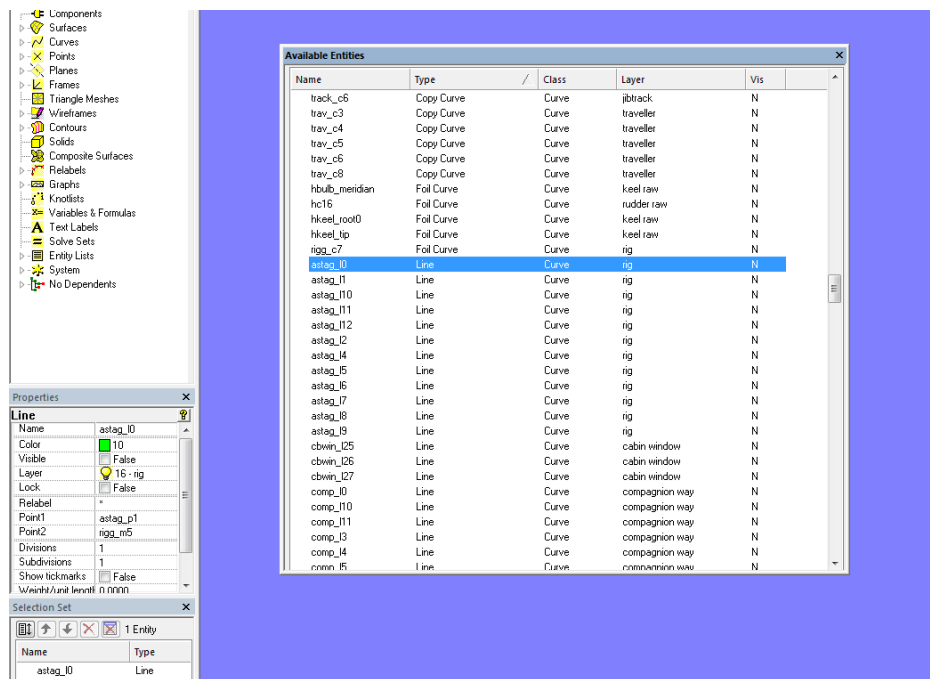 Components
Surfaces
Curves
Points
Planes
Frames
Triangle Meshes
Wireframes
Contours
Solids
Composite Surfaces
Relabels
Graphs
Knotlists
X= Variables & Formulas
A Text Labels
Solve Sets
Entity Lists
System
No Dependents
Properties
Line
Name astag_l0
Color 10
Visible False
Layer 16 - rig
Lock False
Relabel *
Point1 astag_p1
Point2 rigg_m5
Divisions 1
Subdivisions 1
Show tickmarks False
Weight/unit length 0.0000
Selection Set
1 Entity
Name Type
astag_l0 Line
Available Entities
Name Type Class Layer Vis
track_c6 Copy Curve Curve jibtrack N
trav_c3 Copy Curve Curve traveller N
trav_c4 Copy Curve Curve traveller N
trav_c5 Copy Curve Curve traveller N
trav_c6 Copy Curve Curve traveller N
trav_c8 Copy Curve Curve traveller N
hbulb_meridian Foil Curve Curve keel raw N
hc16 Foil Curve Curve rudder raw N
hkeel_root0 Foil Curve Curve keel raw N
hkeel_tip Foil Curve Curve keel raw N
rigg_c7 Foil Curve Curve rig N
astag_l0 Line Curve rig N
astag_l1 Line Curve rig N
astag_l10 Line Curve rig N
astag_l11 Line Curve rig N
astag_l12 Line Curve rig N
astag_l2 Line Curve rig N
astag_l4 Line Curve rig N
astag_l5 Line Curve rig N
astag_l6 Line Curve rig N
astag_l7 Line Curve rig N
astag_l8 Line Curve rig N
astag_l9 Line Curve rig N
cbwin_l25 Line Curve cabin window N
cbwin_l26 Line Curve cabin window N
cbwin_l27 Line Curve cabin window N
comp_l0 Line Curve compagnion way N
comp_l10 Line Curve compagnion way N
comp_l11 Line Curve compagnion way N
comp_l3 Line Curve compagnion way N
comp_l4 Line Curve compagnion way N
comp_l5 Line Curve compagnion way N